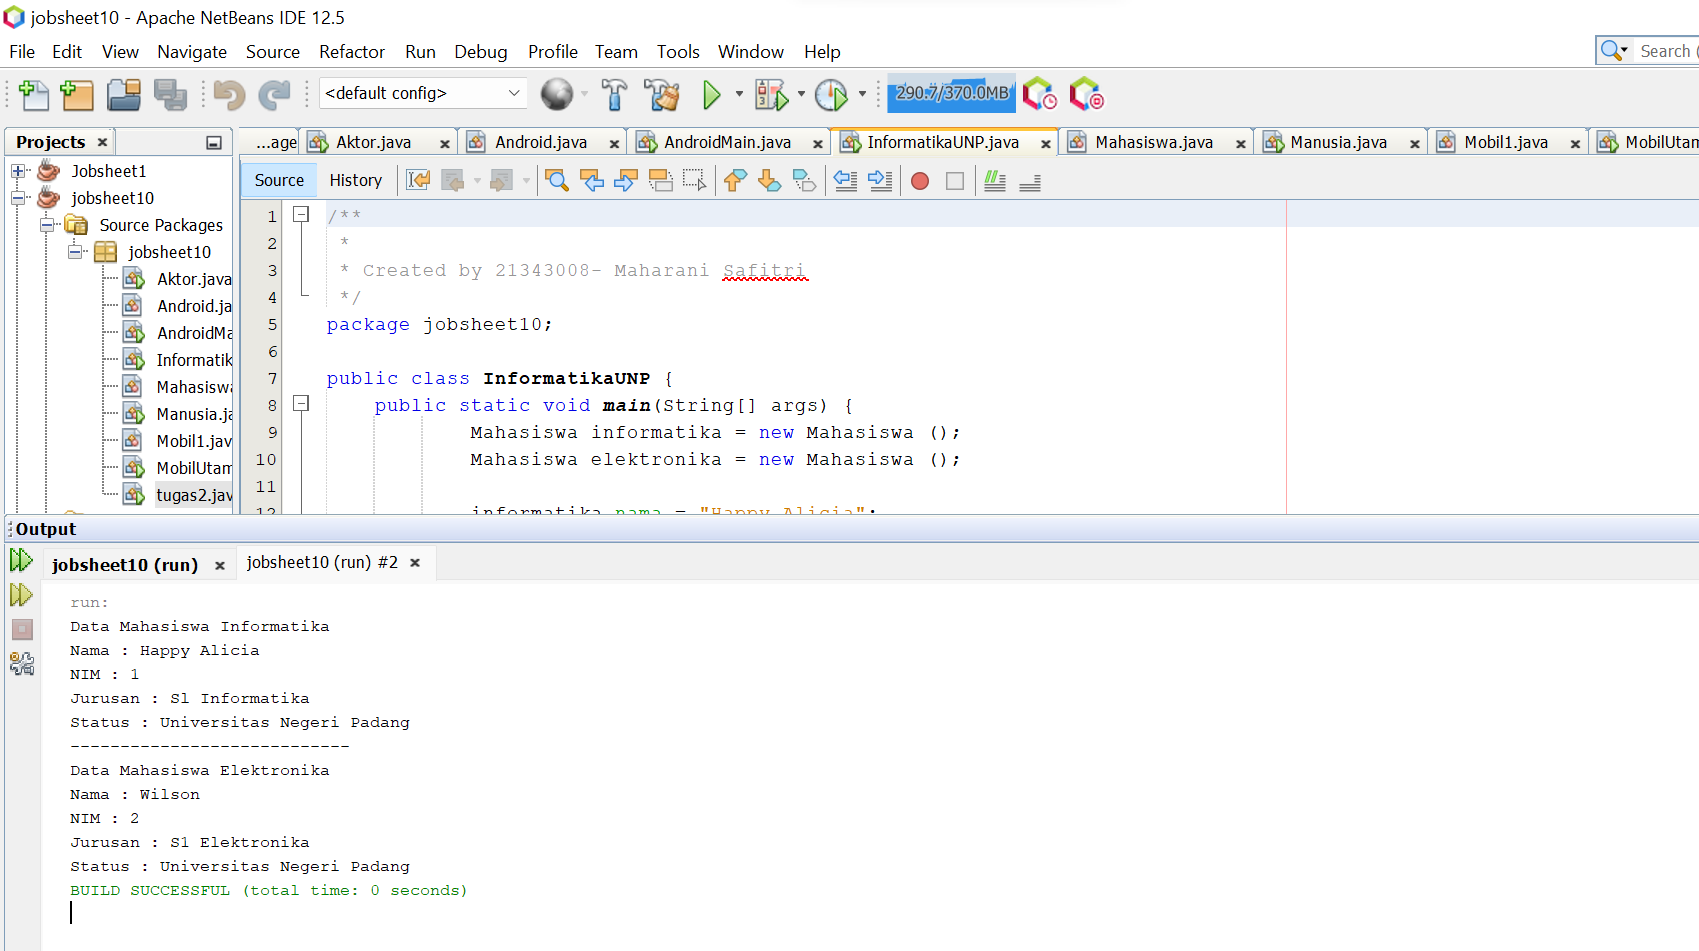 jobsheet10 - Apache NetBeans IDE 12.5
File Edit View Navigate Source Refactor Run Debug Profile Team Tools Window Help
Search (
<default config>
290.7/370.0MB
Projects
...age Aktor.java Android.java AndroidMain.java InformatikaUNP.java Mahasiswa.java Manusia.java Mobil1.java MobilUtam
Source History
Jobsheet1
jobsheet10
Source Packages
jobsheet10
Aktor.java
Android.ja
AndroidMa
Informatik
Mahasiswa
Manusia.ja
Mobil1.jav
MobilUtam
tugas2.jav
1 /**
2 *
3 * Created by 21343008- Maharani Safitri
4 */
5 package jobsheet10;
6
7 public class InformatikaUNP {
8 public static void main(String[] args) {
9 Mahasiswa informatika = new Mahasiswa ();
10 Mahasiswa elektronika = new Mahasiswa ();
11
12 informatika.nama = "Happy Alicia";
Output
jobsheet10 (run) jobsheet10 (run) #2
run:
Data Mahasiswa Informatika
Nama : Happy Alicia
NIM : 1
Jurusan : Sl Informatika
Status : Universitas Negeri Padang
----------------------------
Data Mahasiswa Elektronika
Nama : Wilson
NIM : 2
Jurusan : S1 Elektronika
Status : Universitas Negeri Padang
BUILD SUCCESSFUL (total time: 0 seconds)